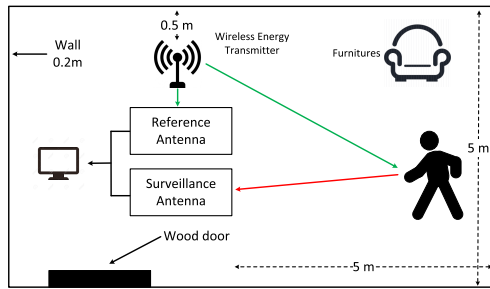 0.5 m
Wireless Energy
Transmitter
Wall
0.2m
Furnitures
Reference
Antenna
5 m
Surveillance
Antenna
Wood door
5 m